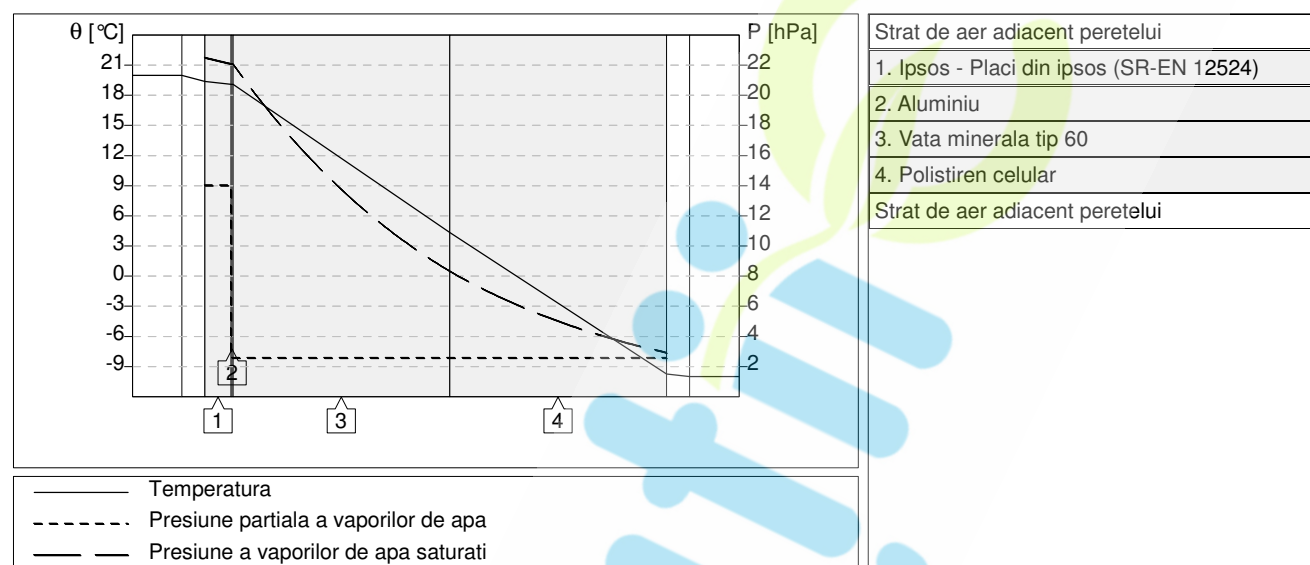 θ [°C]
P [hPa]
21
18
15
12
9
6
3
0
-3
-6
-9
22
20
18
16
14
12
10
8
6
4
2
2
1
3
4
Temperatura
Presiune partiala a vaporilor de apa
Presiune a vaporilor de apa saturati
Strat de aer adiacent peretelui
1. Ipsos - Placi din ipsos (SR-EN 12524)
2. Aluminiu
3. Vata minerala tip 60
4. Polistiren celular
Strat de aer adiacent peretelui